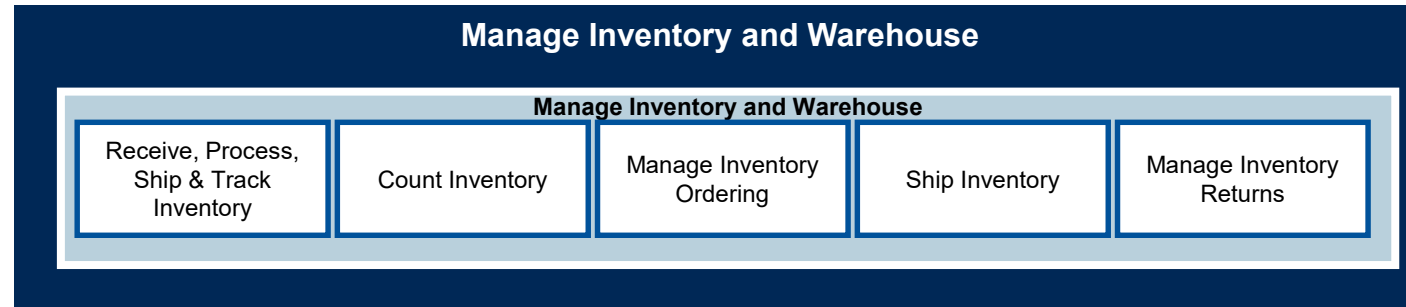 Manage Inventory and Warehouse
Manage Inventory and Warehouse
Receive, Process,
Ship & Track
Inventory
Count Inventory
Manage Inventory
Ordering
Ship Inventory
Manage Inventory
Returns